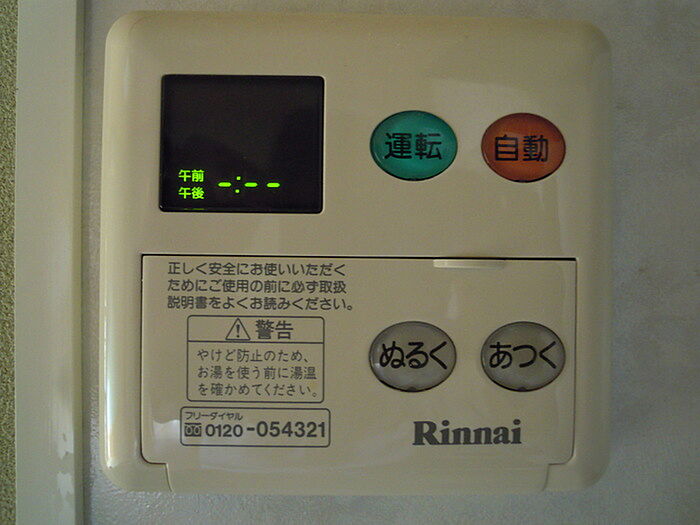 午前
午後 -:--
運転
自動
正しく安全にお使いいただく
ためにご使用の前に必ず取扱
説明書をよくお読みください。
警告
やけど防止のため、
お湯を使う前に湯温
を確かめてください。
フリーダイヤル
0120-054321
ぬるく
あつく
Rinnai